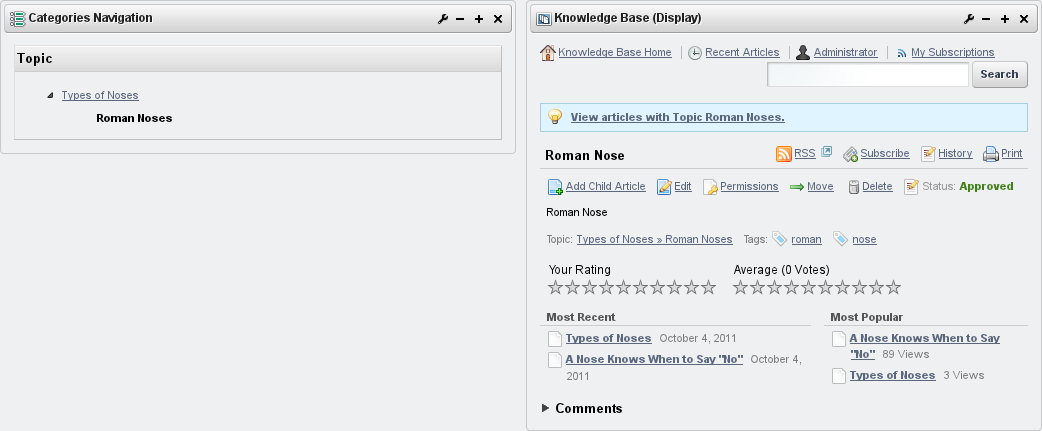 Categories Navigation
Topic
Types of Noses
Roman Noses
Knowledge Base (Display)
Knowledge Base Home Recent Articles Administrator My Subscriptions
Search
View articles with Topic Roman Noses.
Roman Nose RSS Subscribe History Print
Add Child Article Edit Permissions Move Delete Status: Approved
Roman Nose
Topic: Types of Noses » Roman Noses Tags: roman nose
Your Rating Average (0 Votes)
Most Recent
Types of Noses October 4, 2011
A Nose Knows When to Say "No" October 4,
2011
Most Popular
A Nose Knows When to Say
"No" 89 Views
Types of Noses 3 Views
Comments